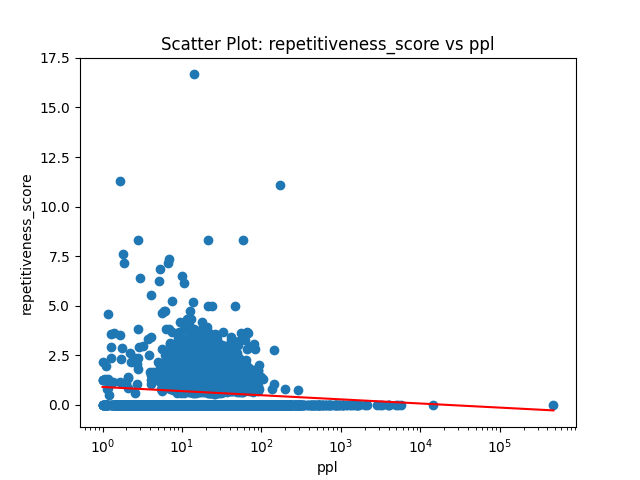 Scatter Plot: repetitiveness_score vs ppl
17.5
15.0
12.5
10.0
7.5
5.0
2.5
0.0
repetitiveness_score
10⁰ 10¹ 10² 10³ 10⁴ 10⁵
ppl